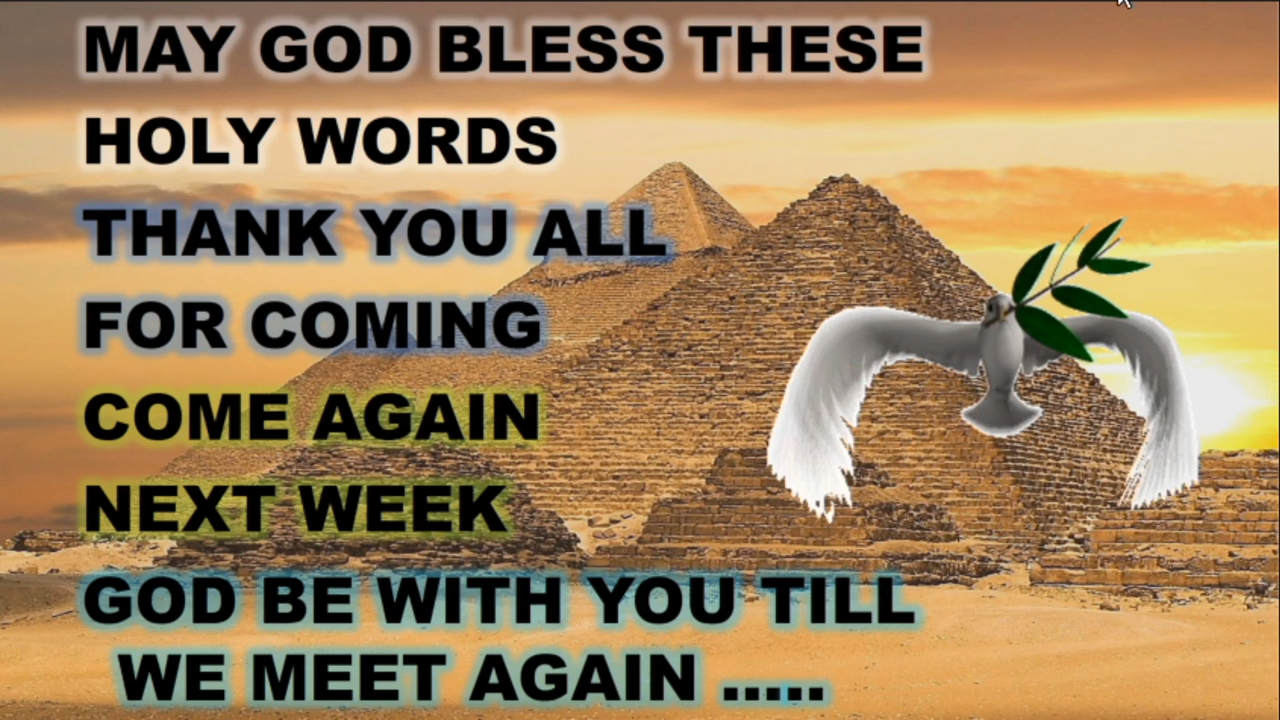 MAY GOD BLESS THESE
HOLY WORDS
THANK YOU ALL
FOR COMING
COME AGAIN
NEXT WEEK
GOD BE WITH YOU TILL
WE MEET AGAIN .....